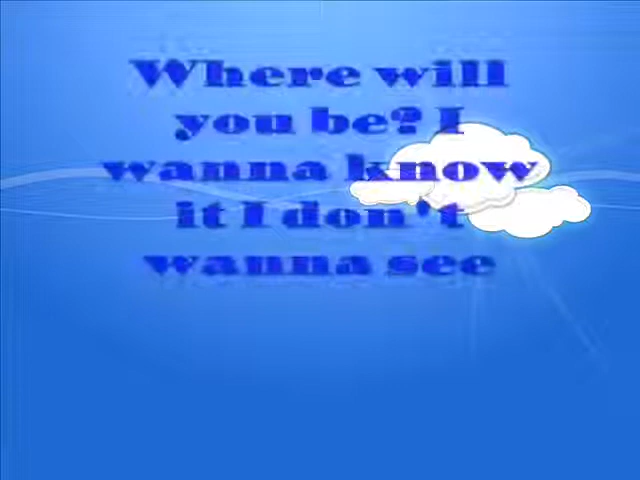 Where will
you be? I
wanna know
it I don't
wanna see